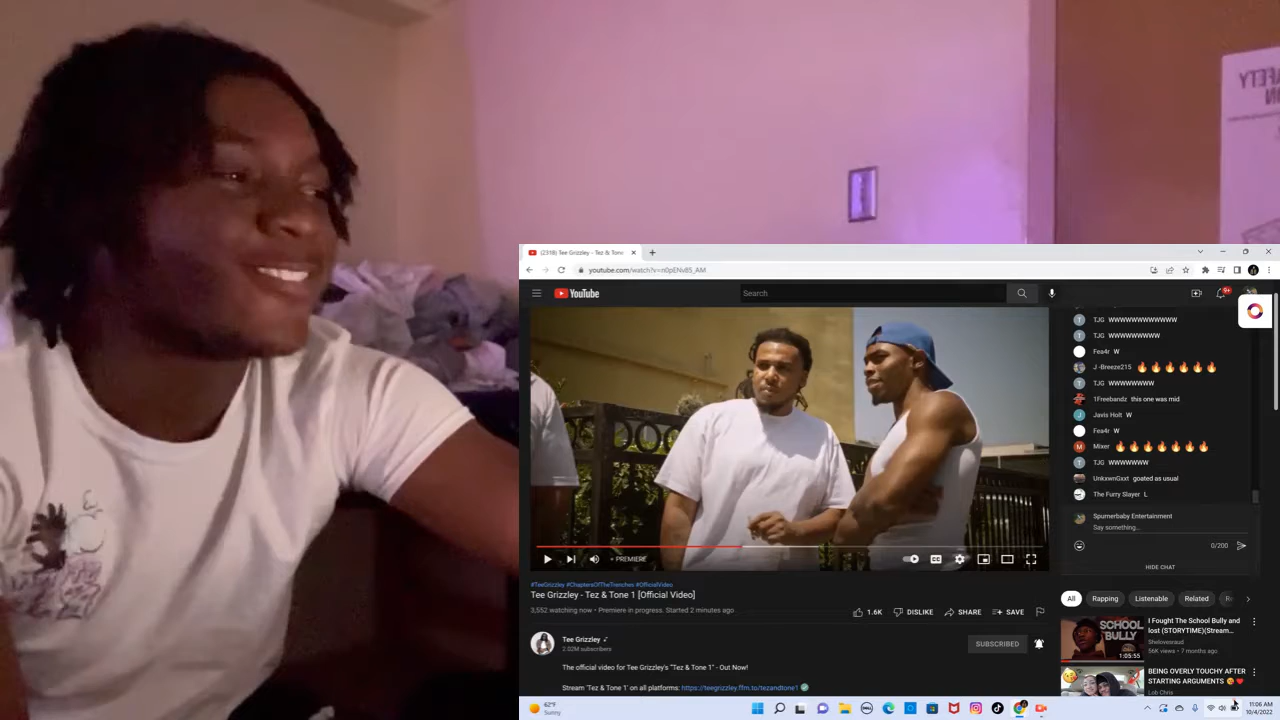 (2318) Tee Grizzley - Tez & Tone
youtube.com/watch?v=n0pENv85_AM
YouTube
Search
9+
TJG WWWWWWWWWWWW
TJG WWWWWWWWW
Fea4r W
J -Breeze215 🔥🔥🔥🔥🔥🔥
TJG WWWWWWWW
1Freebandz this one was mid
Javis Holt W
Fea4r W
Mixer 🔥🔥🔥🔥🔥🔥🔥
TJG WWWWWWW
UnkxwnGxxt goated as usual
The Furry Slayer L
Spurnerbaby Entertainment
Say something...
0/200
HIDE CHAT
PREMIERE
#TeeGrizzley #ChaptersOfTheTrenches #OfficialVideo
Tee Grizzley - Tez & Tone 1 [Official Video]
3,552 watching now • Premiere in progress. Started 2 minutes ago
1.6K DISLIKE SHARE SAVE
Tee Grizzley
2.02M subscribers
SUBSCRIBED
The official video for Tee Grizzley's "Tez & Tone 1" - Out Now!
Stream 'Tez & Tone 1' on all platforms: https://teegrizzley.ffm.to/tezandtone1
All Rapping Listenable Related
SCHOOL BULLY
1:05:55
I Fought The School Bully and
lost (STORYTIME)(Stream...
Shelovesraud
56K views • 7 months ago
BEING OVERLY TOUCHY AFTER
STARTING ARGUMENTS 😘❤️
Lob Chris
62°F
Sunny
11:06 AM
10/4/2022